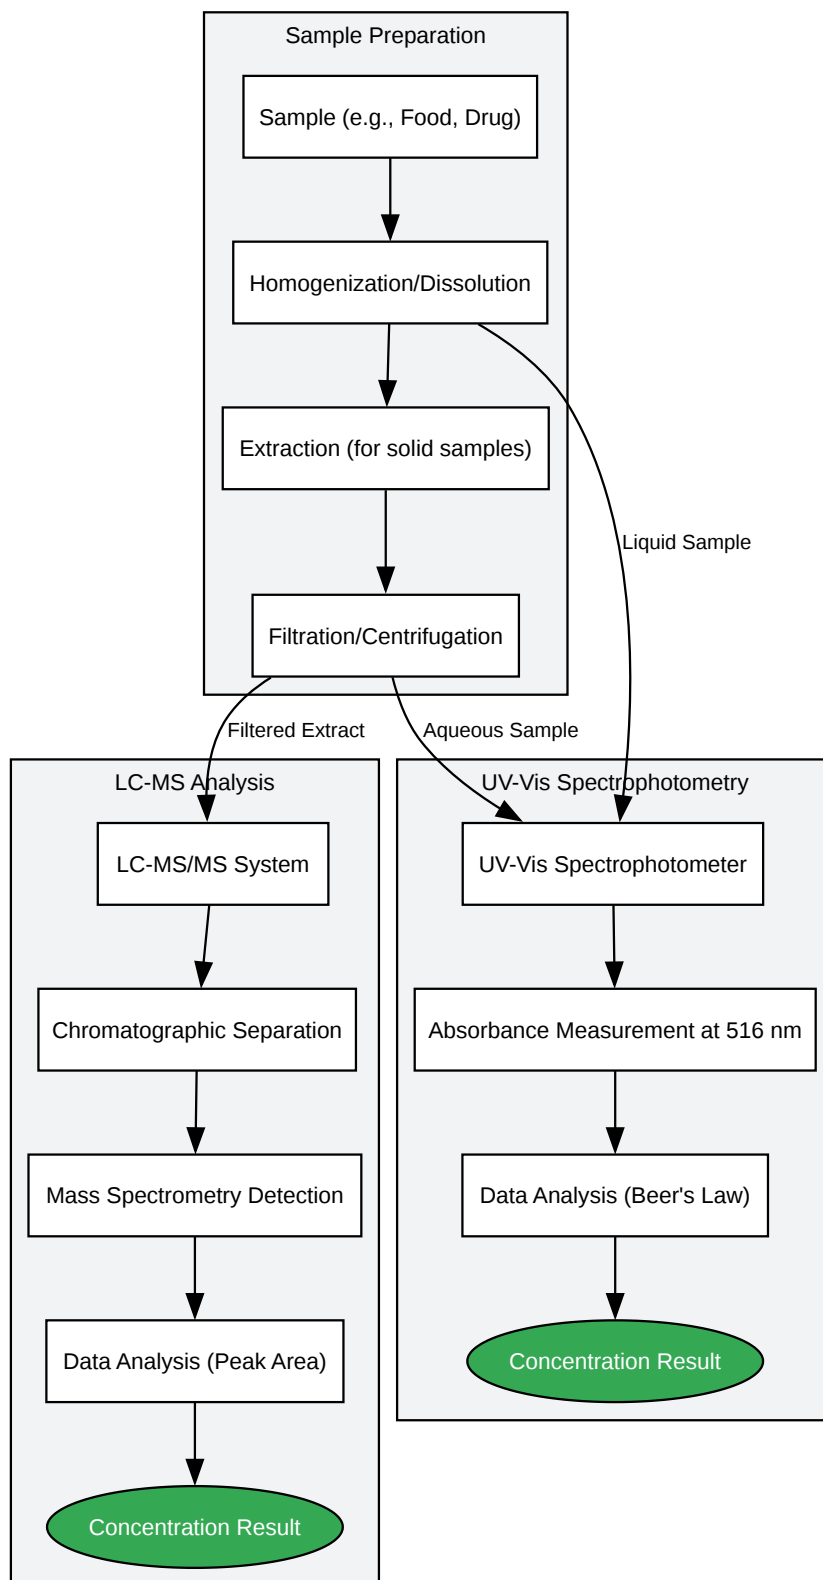 Sample Preparation
Sample (e.g., Food, Drug)
Homogenization/Dissolution
Extraction (for solid samples)
Liquid Sample
Filtration/Centrifugation
Filtered Extract
Aqueous Sample
LC-MS Analysis
LC-MS/MS System
Chromatographic Separation
Mass Spectrometry Detection
Data Analysis (Peak Area)
Concentration Result
UV-Vis Spectrophotometry
UV-Vis Spectrophotometer
Absorbance Measurement at 516 nm
Data Analysis (Beer's Law)
Concentration Result